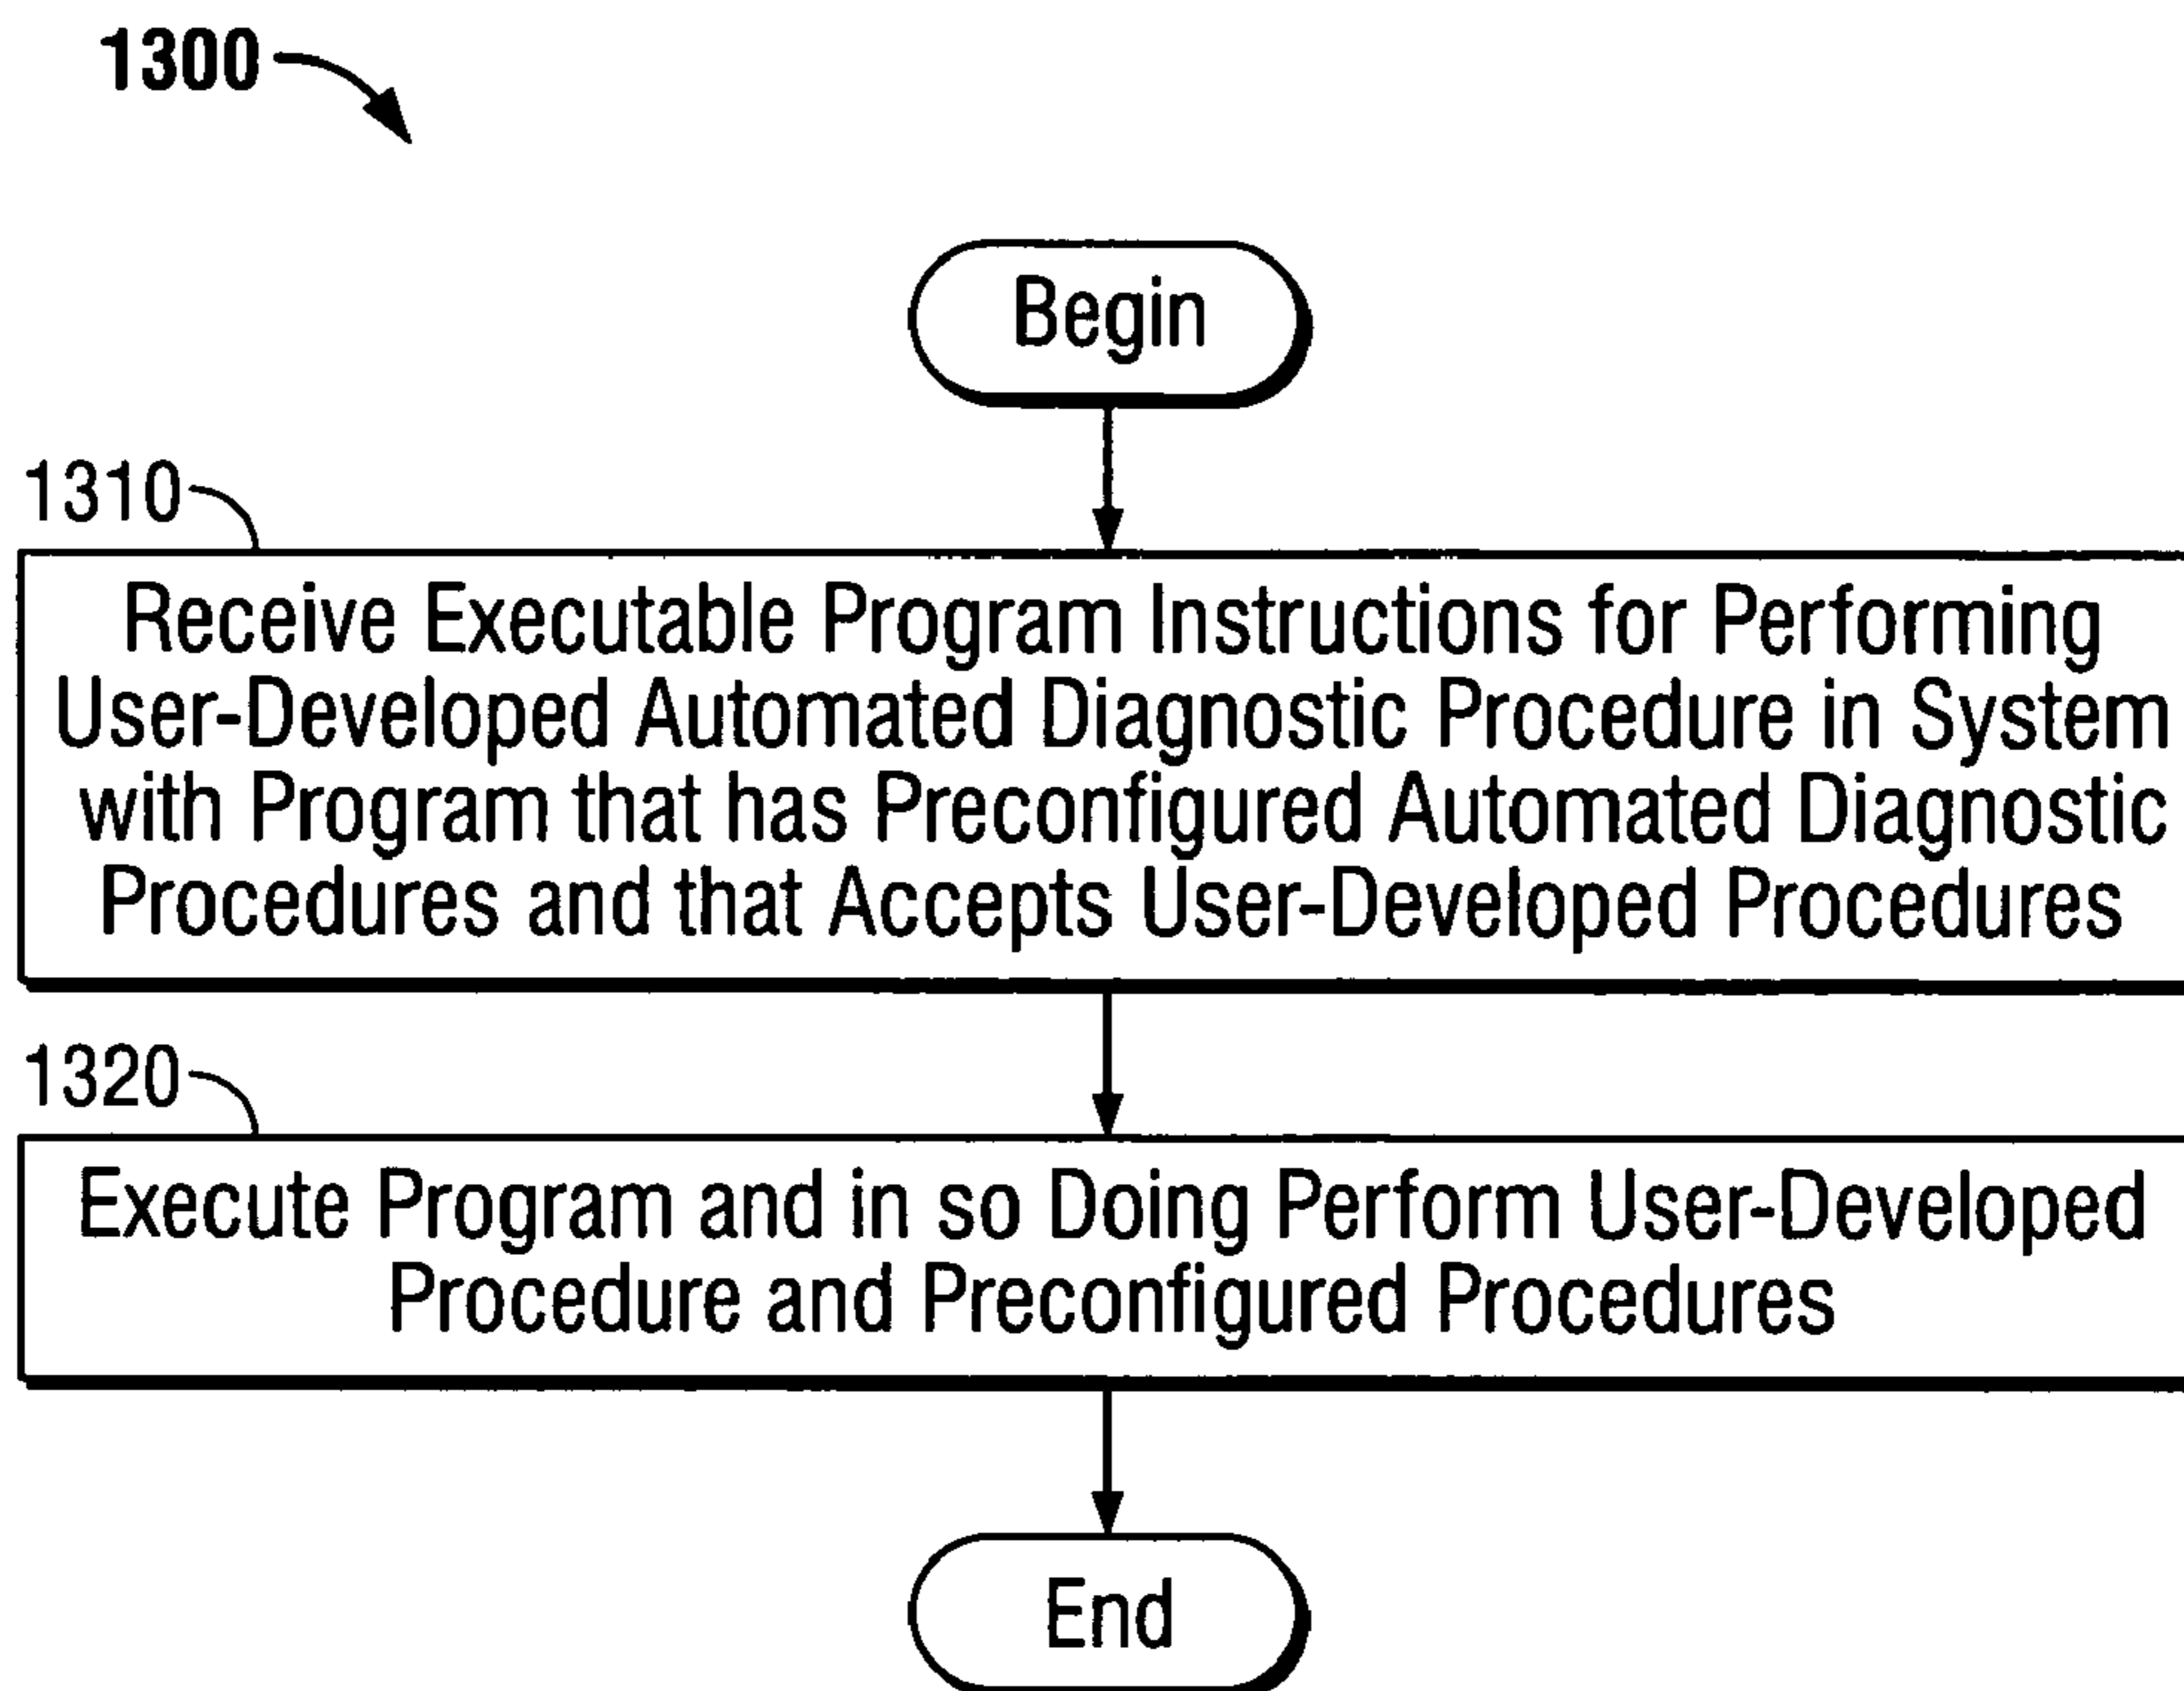 1300
Begin
1310
Receive Executable Program Instructions for Performing
User-Developed Automated Diagnostic Procedure in System
with Program that has Preconfigured Automated Diagnostic
Procedures and that Accepts User-Developed Procedures
1320
Execute Program and in so Doing Perform User-Developed
Procedure and Preconfigured Procedures
End